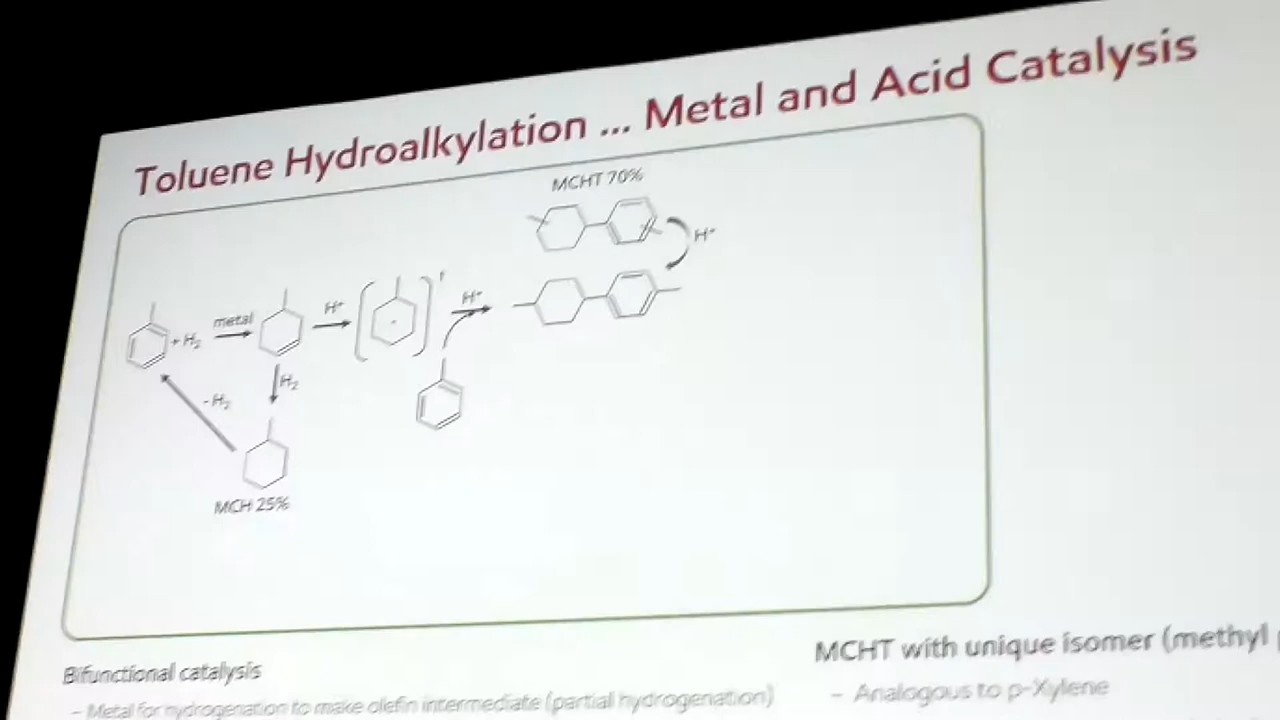 Toluene Hydroalkylation ... Metal and Acid Catalysis
MCHT 70%
H⁺
metal
H⁺
H⁺
+ H₂
H₂
- H₂
MCH 25%
Bifunctional catalysis
– Metal for hydrogenation to make olefin intermediate (partial hydrogenation)
MCHT with unique isomer (methyl
– Analogous to p-Xylene